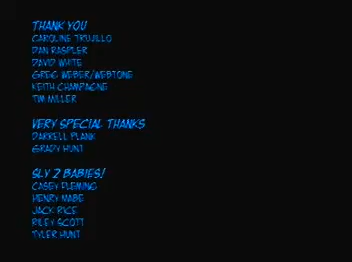 THANK YOU
CAROLINE TRUJILLO
DAN RASPLER
DAVID WHITE
GREG WEBER/WEBTONE
KEITH CHAMPAGNE
TIM MILLER
VERY SPECIAL THANKS
DARRELL PLANK
GRADY HUNT
SLY 2 BABIES!
CASEY FLEMING
HENRY MABE
JACK RICE
RILEY SCOTT
TYLER HUNT